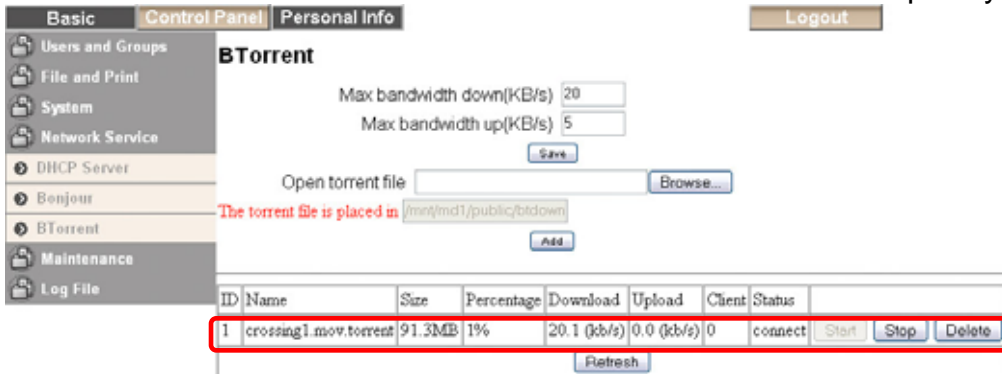 Basic Control Panel Personal Info Logout
Users and Groups
File and Print
System
Network Service
DHCP Server
Bonjour
BTorrent
Maintenance
Log File
BTorrent
Max bandwidth down(KB/s) 20
Max bandwidth up(KB/s) 5
Save
Open torrent file Browse...
The torrent file is placed in /mnt/md1/public/btdown
Add
ID Name Size Percentage Download Upload Client Status
1 crossing1.mov.torrent 91.3MB 1% 20.1 (kb/s) 0.0 (kb/s) 0 connect Start Stop Delete
Refresh